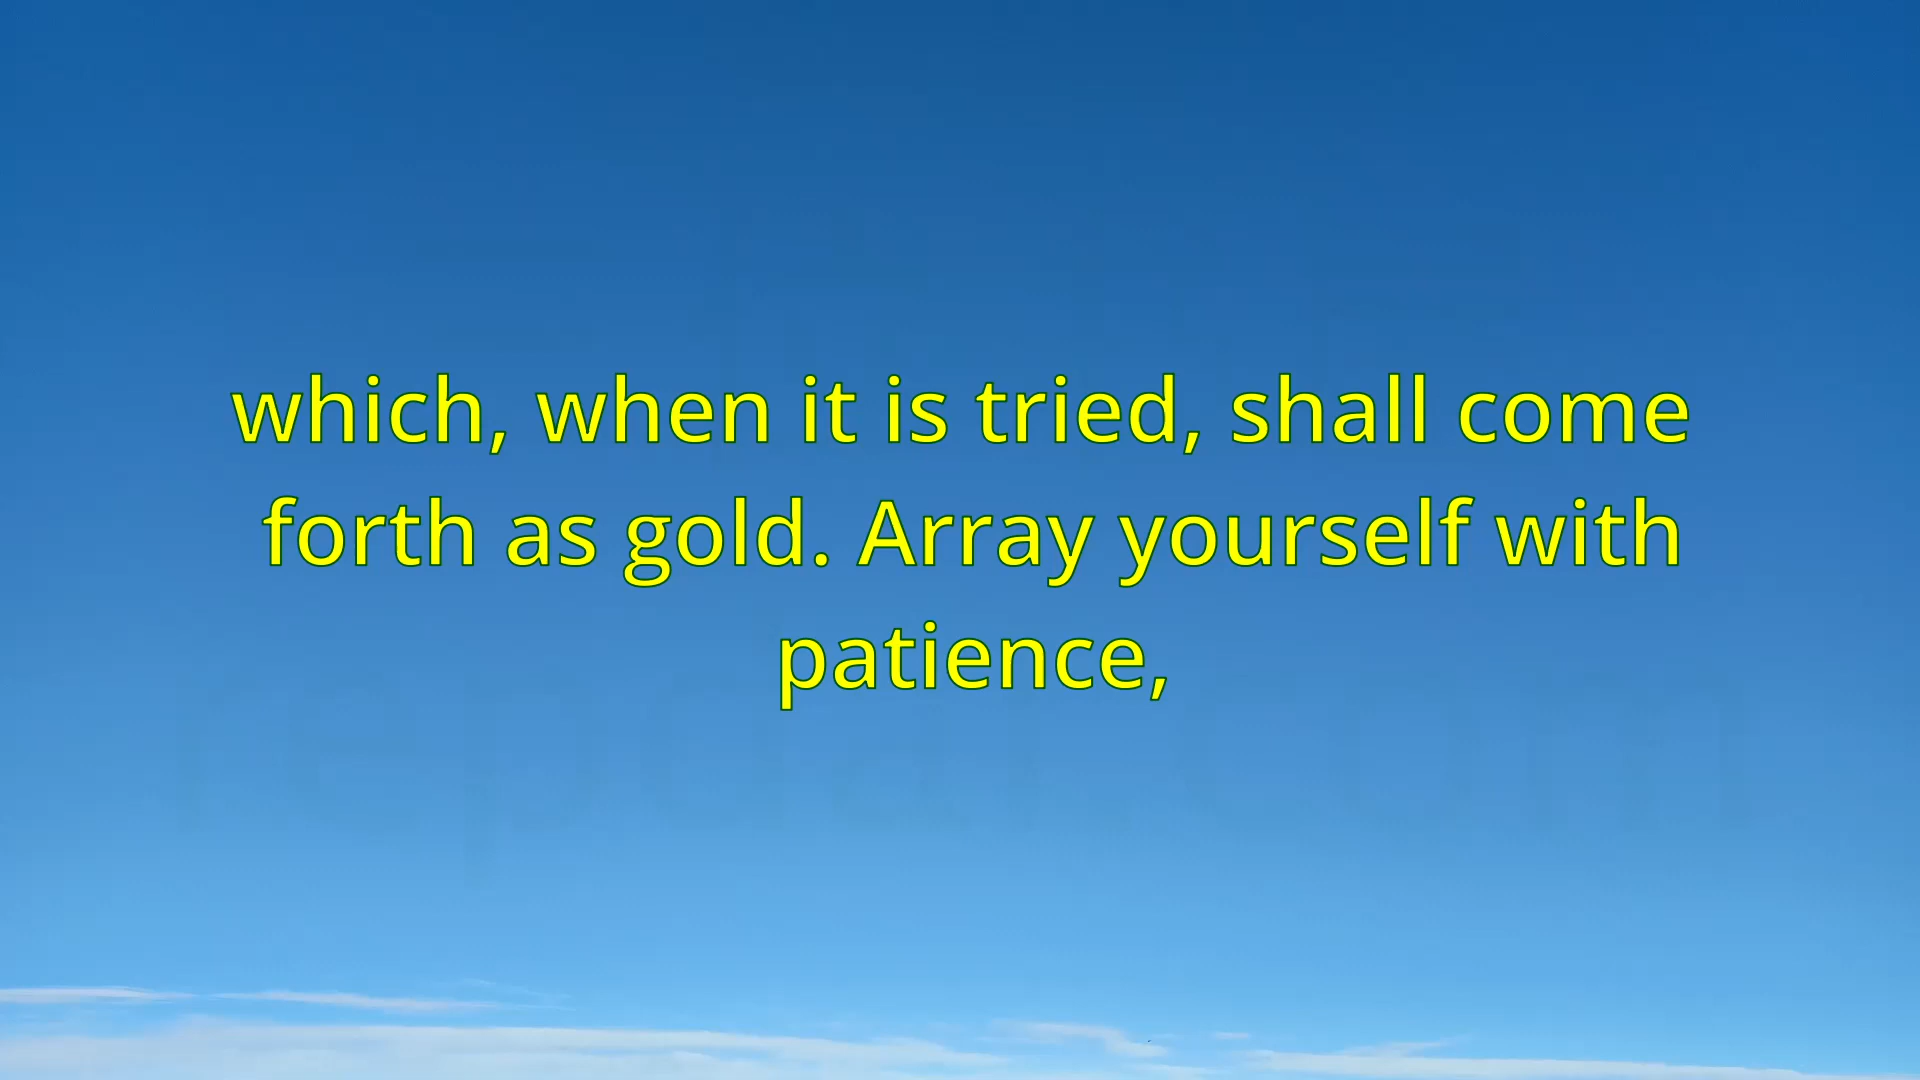 which, when it is tried, shall come
forth as gold. Array yourself with
patience,